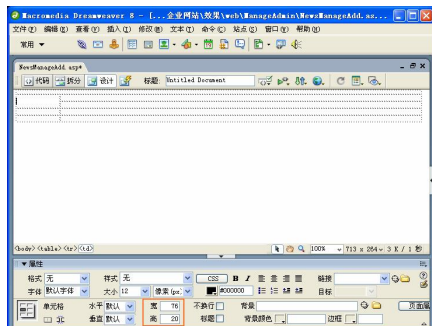 Macromedia Dreamweaver 8 - [...企业网站\效果\web\ManageAdmin\NewsManageAdd.as...
文件(F) 编辑(E) 查看(V) 插入(I) 修改(M) 文本(T) 命令(C) 站点(S) 窗口(W) 帮助(H)
常用
NewsManageAdd.asp*
代码 拆分 设计 标题: Untitled Document
<body><table><tr><td> 100% 713 x 264 3 K / 1 秒
属性
格式 无 样式 无 CSS B I 链接
字体 默认字体 大小 12 像素(px) #000000 目标
单元格 水平 默认 宽 76 不换行 背景 页面属
垂直 默认 高 20 标题 背景颜色 边框